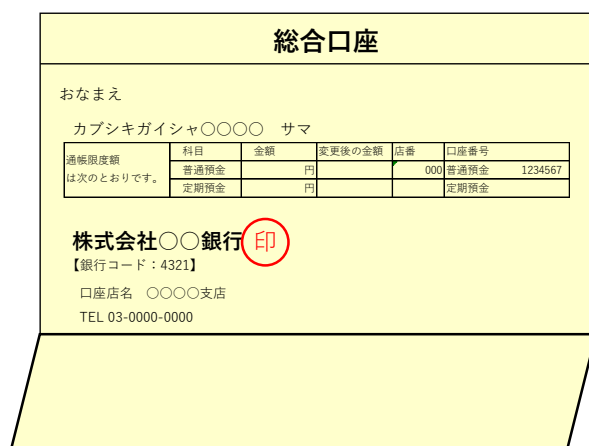 総合口座
おなまえ
カブシキガイシャ○○○○ サマ
通帳限度額
は次のとおりです。
科目 金額 変更後の金額 店番 口座番号
普通預金 円 000 普通預金 1234567
定期預金 円 定期預金
株式会社○○銀行 印
【銀行コード：4321】
口座店名 ○○○○支店
TEL 03-0000-0000